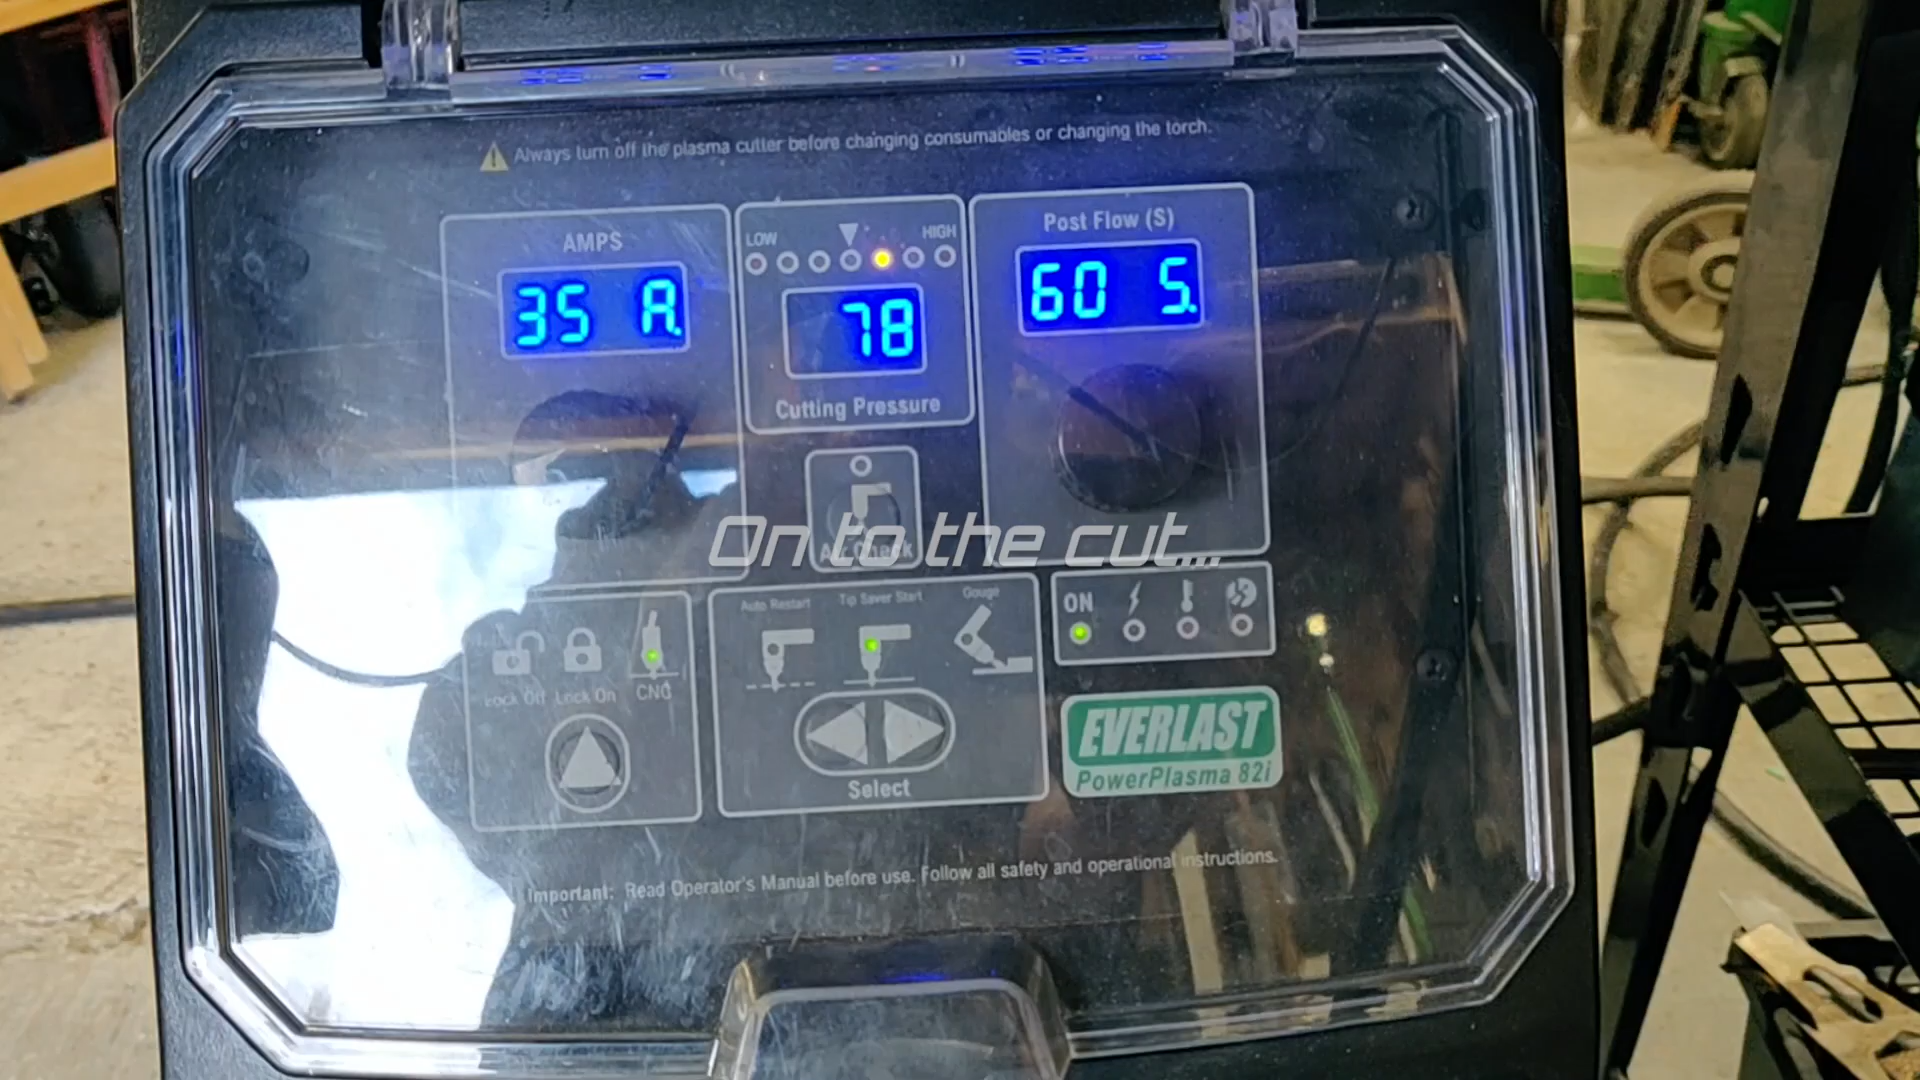 Always turn off the plasma cutter before changing consumables or changing the torch.
AMPS
35 A.
LOW
HIGH
78
Cutting Pressure
Post Flow (S)
60 S.
Air Check
On to the cut...
Lock Off Lock On CNC
Auto Restart Tip Saver Start Gouge
Select
ON
EVERLAST
PowerPlasma 82i
Important: Read Operator's Manual before use. Follow all safety and operational instructions.